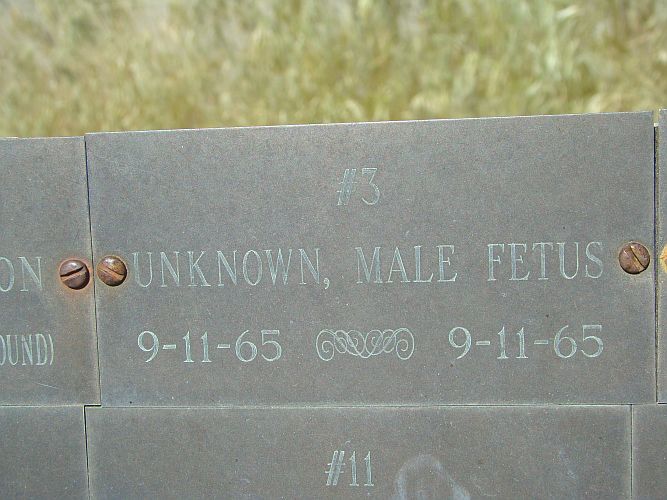 #3
UNKNOWN, MALE FETUS
9-11-65 9-11-65
#11